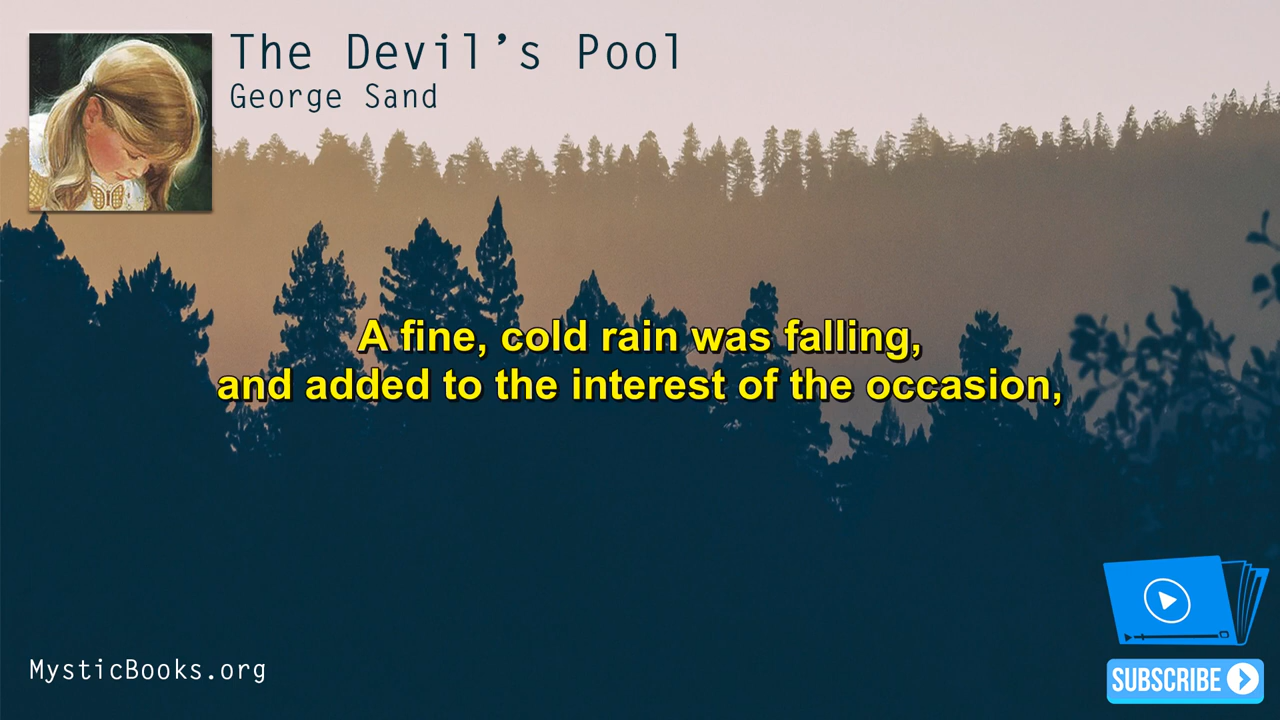 The Devil's Pool
George Sand
A fine, cold rain was falling,
and added to the interest of the occasion,
MysticBooks.org
SUBSCRIBE